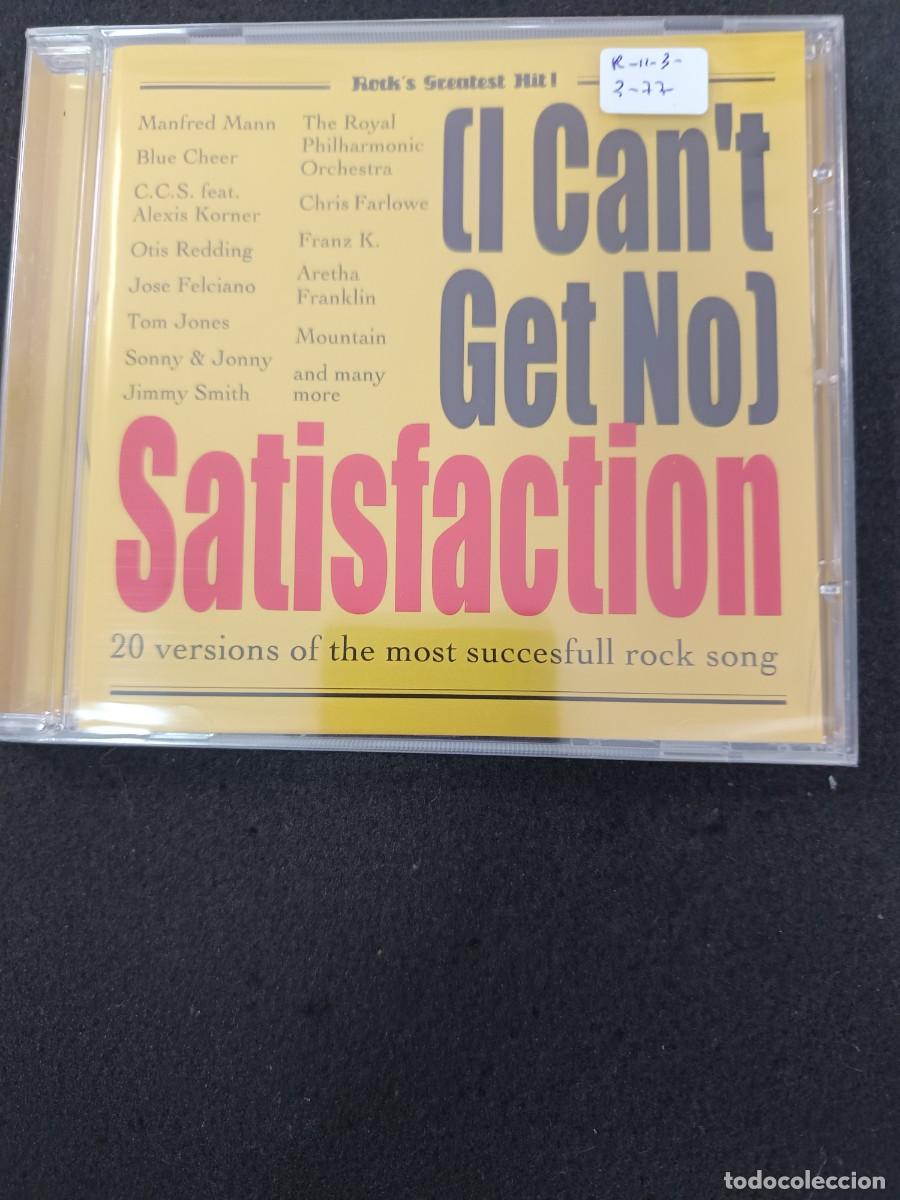 Rock's Greatest Hit!
R-11-3-
3-77-
Manfred Mann
Blue Cheer
C.C.S. feat.
Alexis Korner
Otis Redding
Jose Felciano
Tom Jones
Sonny & Jonny
Jimmy Smith
The Royal
Philharmonic
Orchestra
Chris Farlowe
Franz K.
Aretha
Franklin
Mountain
and many
more
(I Can't
Get No)
Satisfaction
20 versions of the most succesfull rock song
todocoleccion